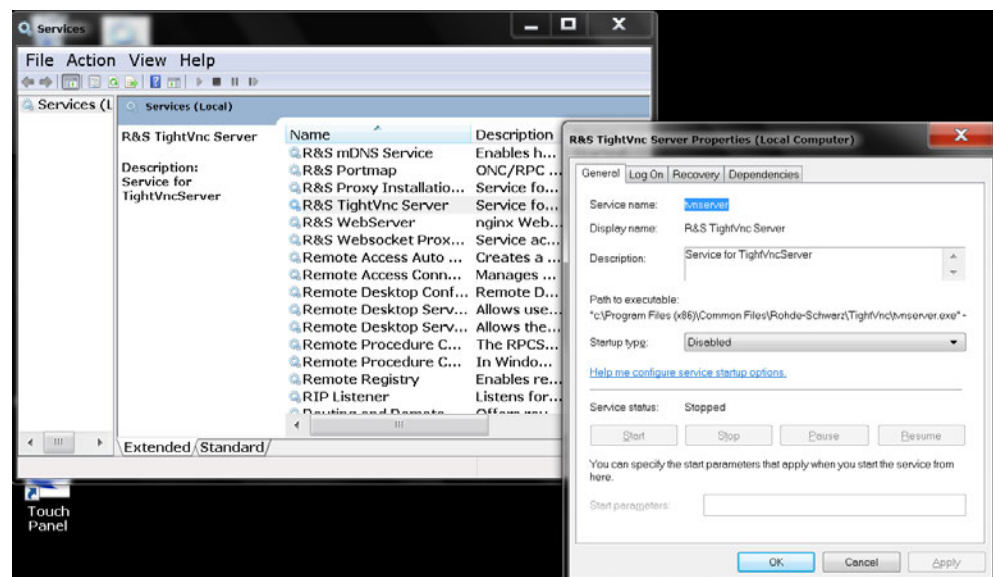 Services
File Action View Help
Services (L
Services (Local)
R&S TightVnc Server
Description:
Service for
TightVncServer
Name Description
R&S mDNS Service Enables h...
R&S Portmap ONC/RPC ...
R&S Proxy Installatio... Service fo...
R&S TightVnc Server Service fo...
R&S WebServer nginx Web...
R&S Websocket Prox... Service ac...
Remote Access Auto ... Creates a ...
Remote Access Conn... Manages ...
Remote Desktop Conf... Remote D...
Remote Desktop Serv... Allows use...
Remote Desktop Serv... Allows the...
Remote Procedure C... The RPCS...
Remote Procedure C... In Windo...
Remote Registry Enables re...
RIP Listener Listens for...
Routing and Remote Offers rou
Extended Standard
Touch
Panel
R&S TightVnc Server Properties (Local Computer)
General Log On Recovery Dependencies
Service name: tvnserver
Display name: R&S TightVnc Server
Description: Service for TightVncServer
Path to executable:
"c:\Program Files (x86)\Common Files\Rohde-Schwarz\TightVnc\tvnserver.exe" -
Startup type: Disabled
Help me configure service startup options.
Service status: Stopped
Start Stop Pause Resume
You can specify the start parameters that apply when you start the service from
here.
Start parameters:
OK Cancel Apply